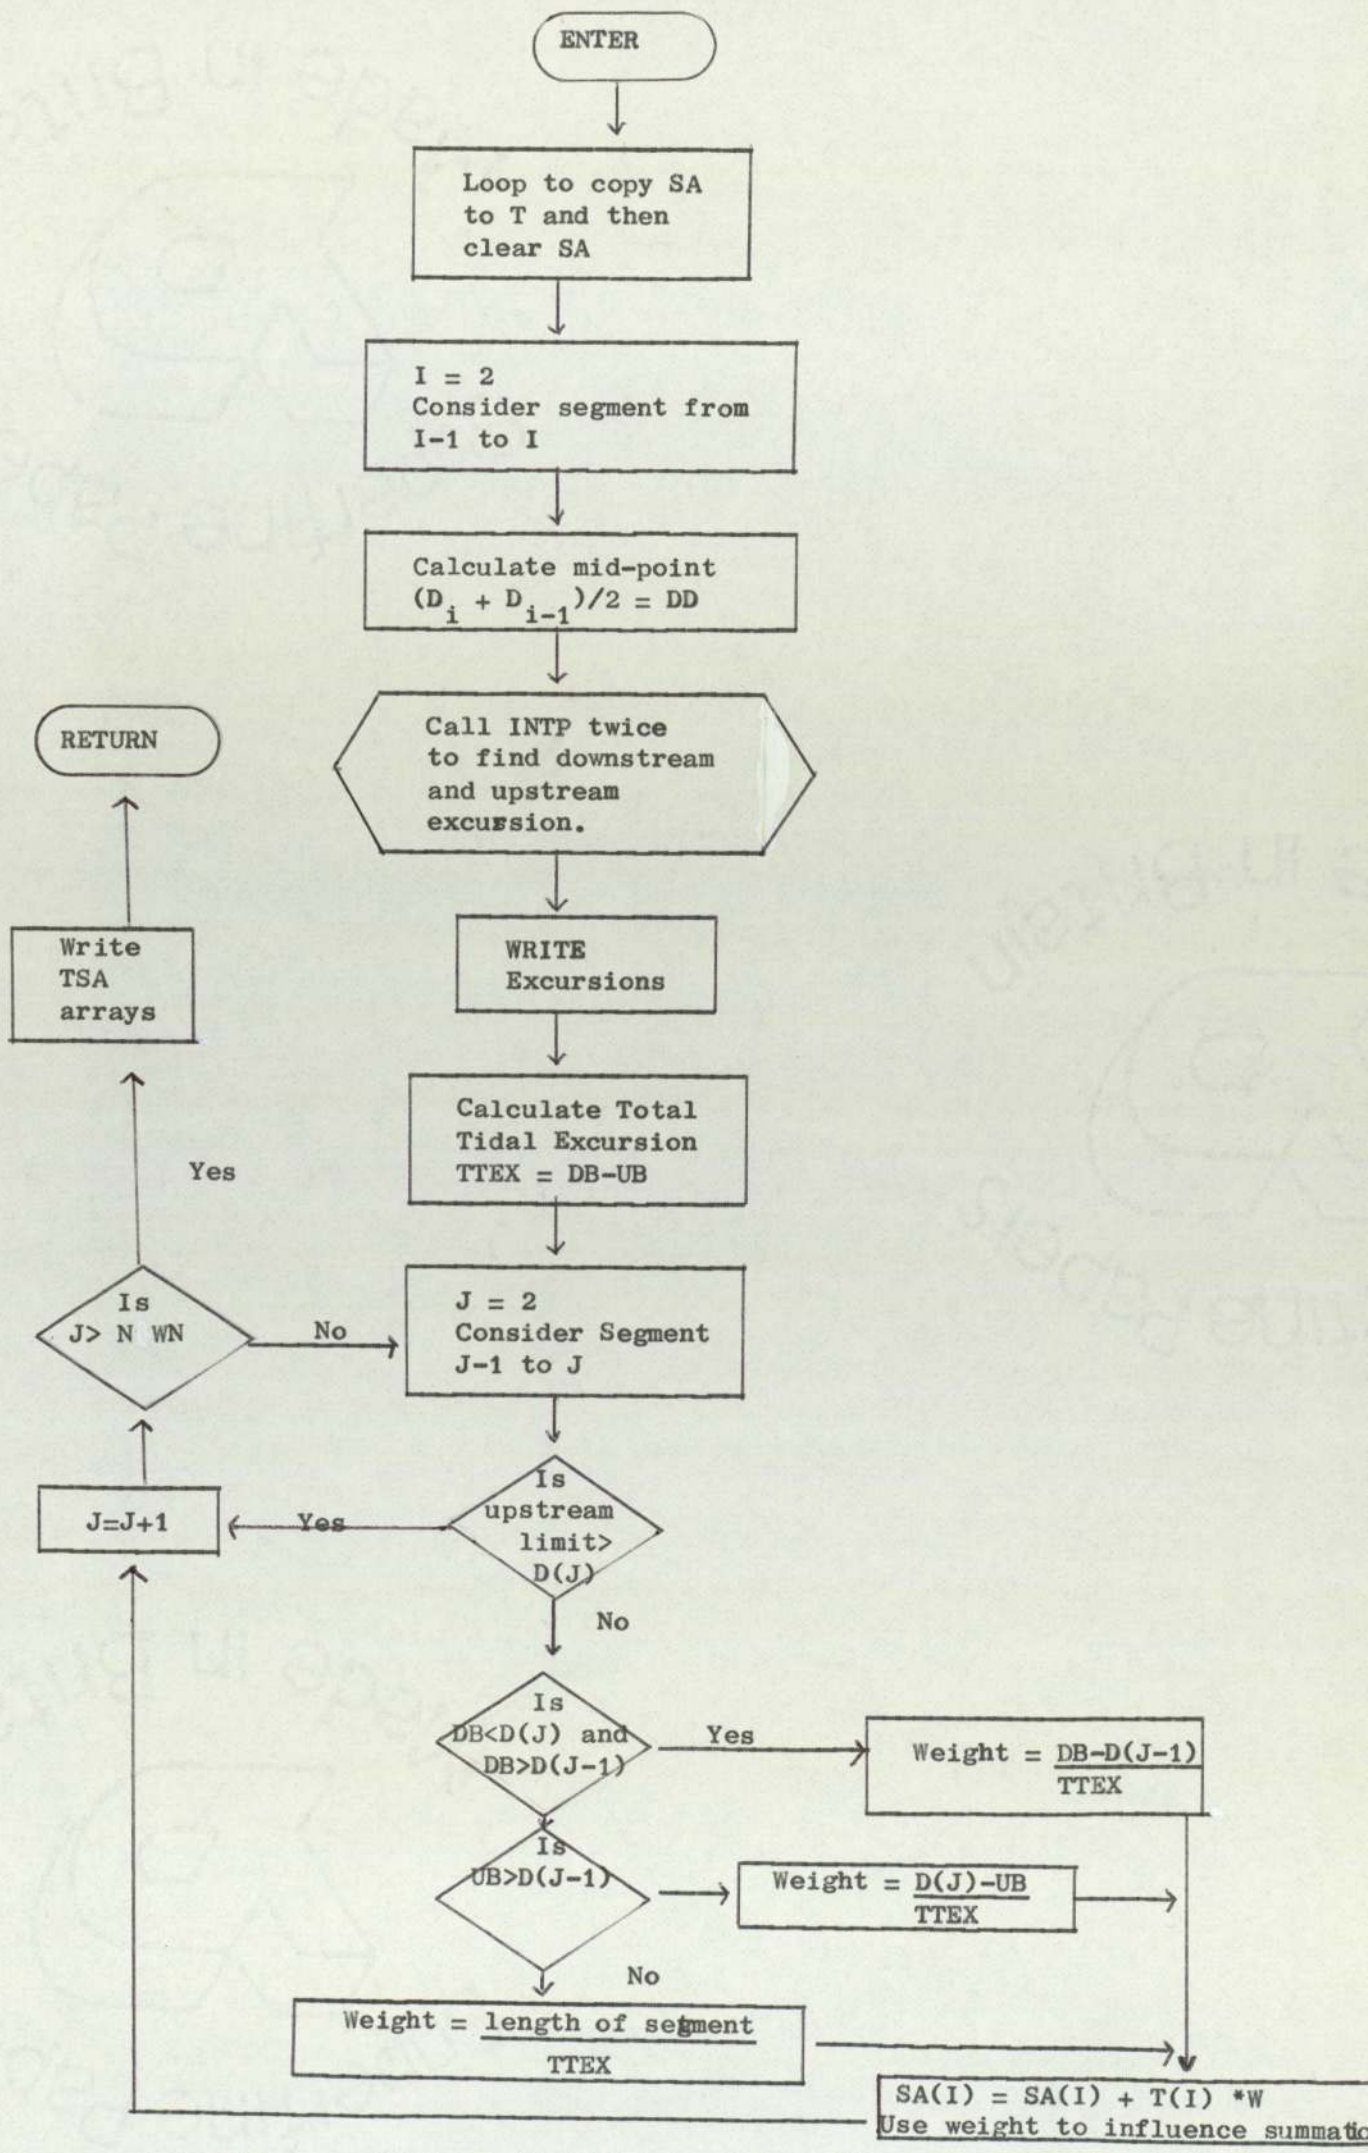 ENTER
Loop to copy SA
to T and then
clear SA
I = 2
Consider segment from
I-1 to I
Calculate mid-point
(D_i + D_{i-1})/2 = DD
Call INTP twice
to find downstream
and upstream
excursion.
WRITE
Excursions
Calculate Total
Tidal Excursion
TTEX = DB-UB
J = 2
Consider Segment
J-1 to J
Is
upstream
limit>
D(J)
Yes
No
J=J+1
Is
J> N WN
No
Yes
Write
TSA
arrays
RETURN
Is
DB<D(J) and
DB>D(J-1)
Yes
Weight = DB-D(J-1)
TTEX
Is
UB>D(J-1)
Weight = D(J)-UB
TTEX
No
Weight = length of segment
TTEX
SA(I) = SA(I) + T(I) *W
Use weight to influence summatio